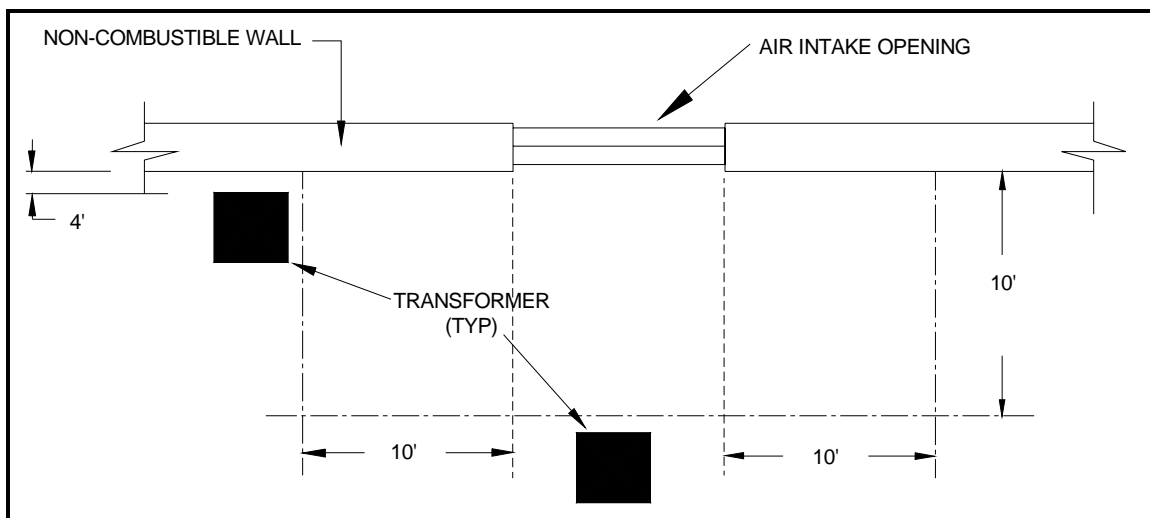 NON-COMBUSTIBLE WALL
AIR INTAKE OPENING
4'
TRANSFORMER
(TYP)
10'
10'
10'